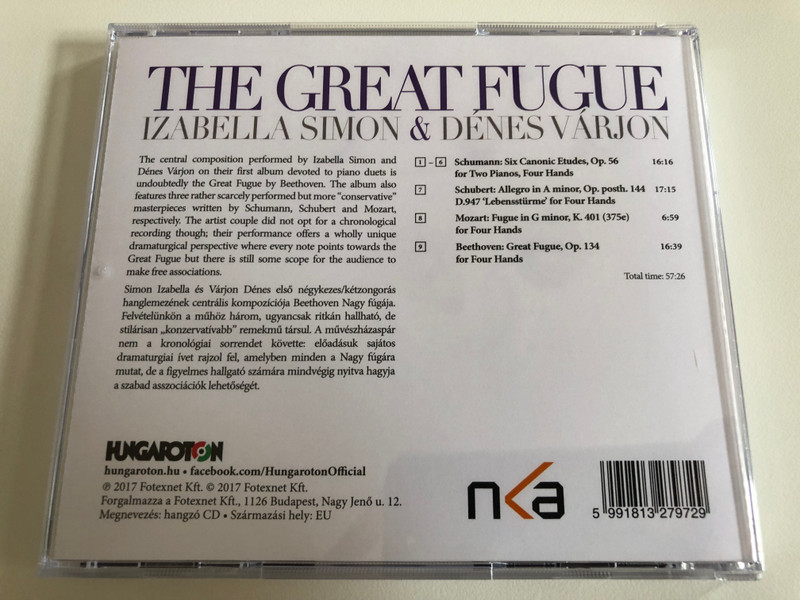 THE GREAT FUGUE
IZABELLA SIMON & DÉNES VÁRJON
The central composition performed by Izabella Simon and
Dénes Várjon on their first album devoted to piano duets is
undoubtedly the Great Fugue by Beethoven. The album also
features three rather scarcely performed but more "conservative"
masterpieces written by Schumann, Schubert and Mozart,
respectively. The artist couple did not opt for a chronological
recording though; their performance offers a wholly unique
dramaturgical perspective where every note points towards the
Great Fugue but there is still some scope for the audience to
make free associations.
Simon Izabella és Várjon Dénes első négykezes/kétzongorás
hanglemezének centrális kompozíciója Beethoven Nagy fúgája.
Felvételünkön a műhöz három, ugyancsak ritkán hallható, de
stilárisan „konzervatívabb" remekmű társul. A művészházaspár
nem a kronológiai sorrendet követte: előadásuk sajátos
dramaturgiai ívet rajzol fel, amelyben minden a Nagy fúgára
mutat, de a figyelmes hallgató számára mindvégig nyitva hagyja
a szabad asszociációk lehetőségét.
1 – 6 Schumann: Six Canonic Etudes, Op. 56 16:16
for Two Pianos, Four Hands
7 Schubert: Allegro in A minor, Op. posth. 144 17:15
D.947 'Lebensstürme' for Four Hands
8 Mozart: Fugue in G minor, K. 401 (375e) 6:59
for Four Hands
9 Beethoven: Great Fugue, Op. 134 16:39
for Four Hands
Total time: 57:26
HUNGAROTON
hungaroton.hu • facebook.com/HungarotonOfficial
℗ 2017 Fotexnet Kft. © 2017 Fotexnet Kft.
Forgalmazza a Fotexnet Kft., 1126 Budapest, Nagy Jenő u. 12.
Megnevezés: hangzó CD • Származási hely: EU
nka
5 991813 279729